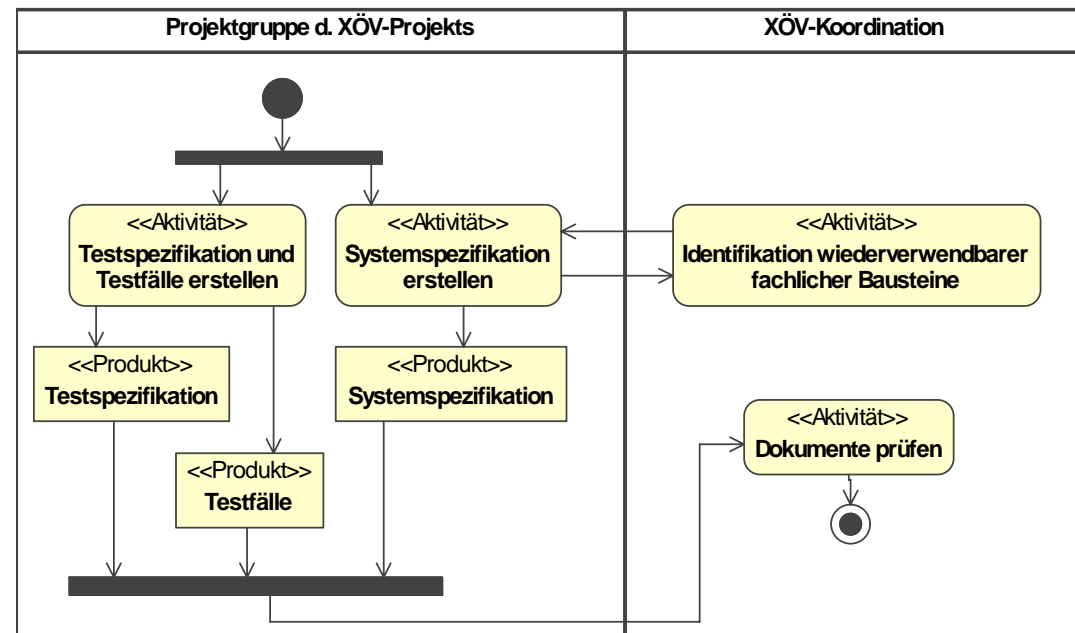 Projektgruppe d. XÖV-Projekts
XÖV-Koordination
<<Aktivität>>
Testspezifikation und
Testfälle erstellen
<<Aktivität>>
Systemspezifikation
erstellen
<<Aktivität>>
Identifikation wiederverwendbarer
fachlicher Bausteine
<<Produkt>>
Testspezifikation
<<Produkt>>
Systemspezifikation
<<Aktivität>>
Dokumente prüfen
<<Produkt>>
Testfälle